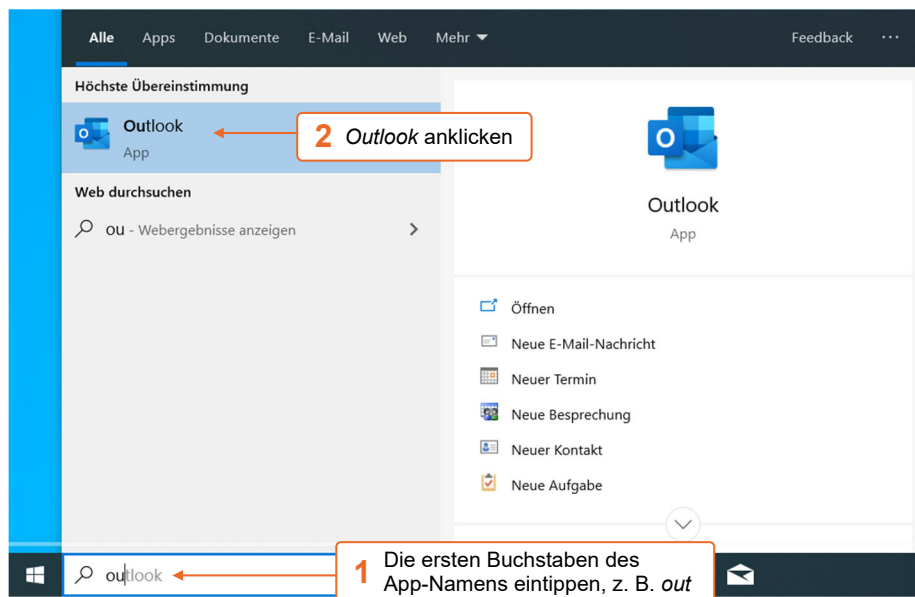 Alle Apps Dokumente E-Mail Web Mehr Feedback ...
Höchste Übereinstimmung
Outlook
App
2 Outlook anklicken
Web durchsuchen
ou - Webergebnisse anzeigen
Outlook
App
Öffnen
Neue E-Mail-Nachricht
Neuer Termin
Neue Besprechung
Neuer Kontakt
Neue Aufgabe
outlook
1 Die ersten Buchstaben des
App-Namens eintippen, z. B. out